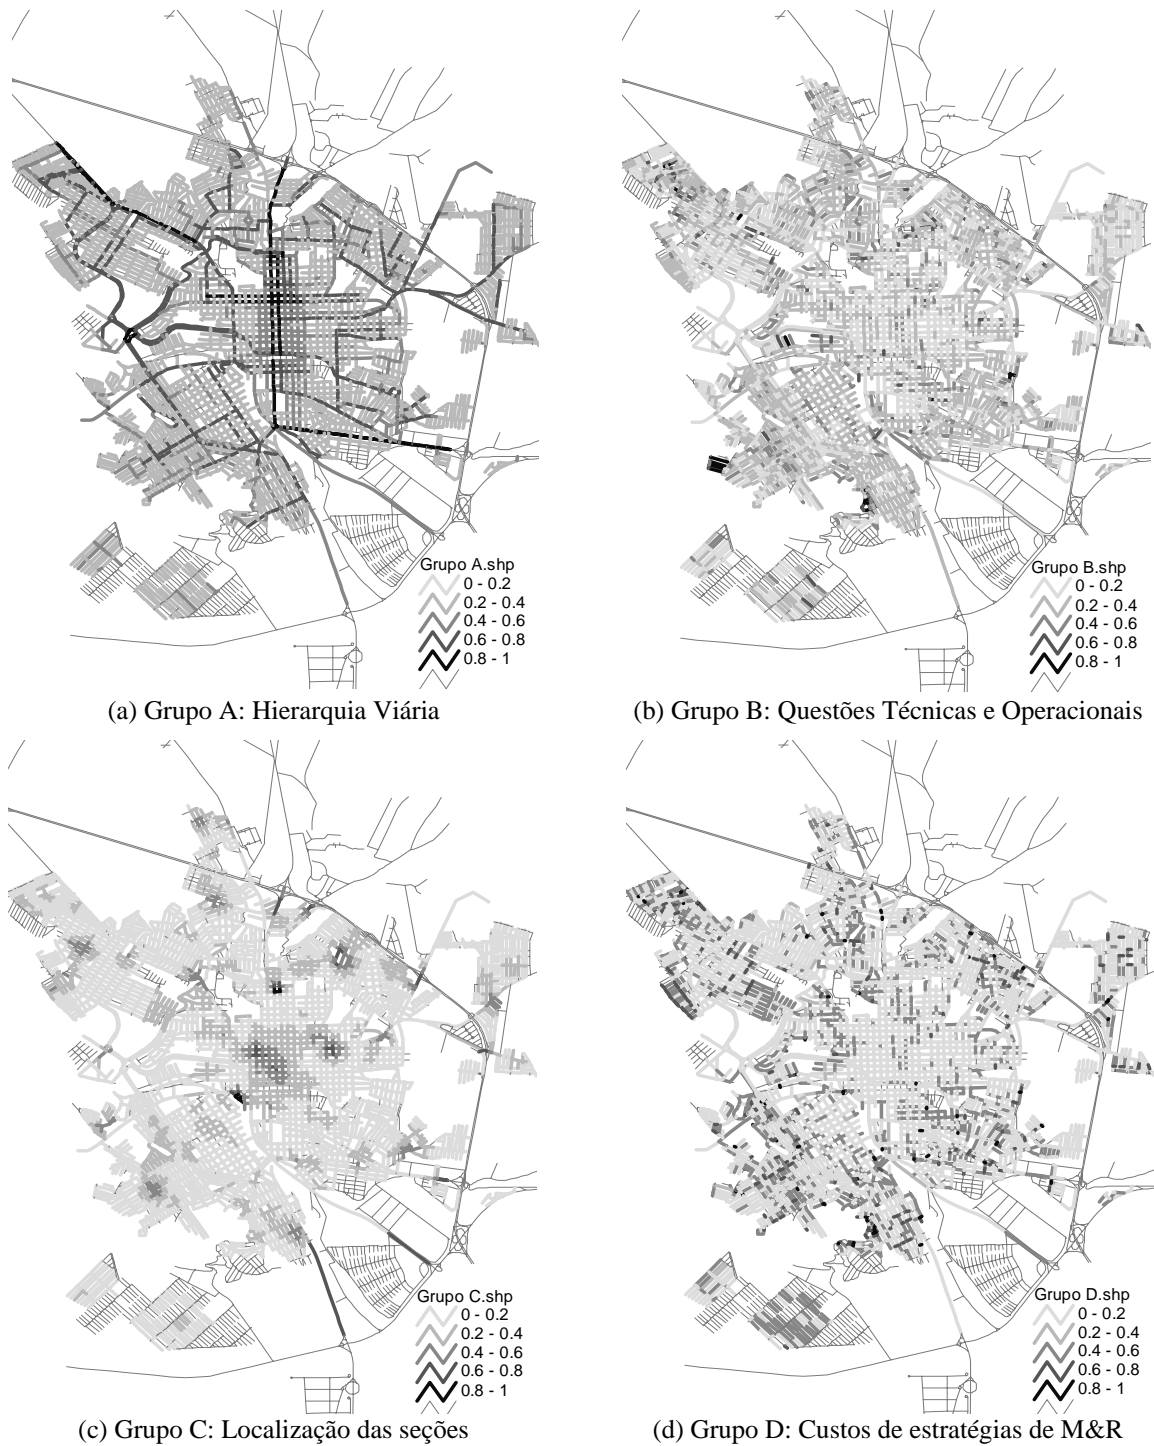 Grupo A.shp
0 - 0.2
0.2 - 0.4
0.4 - 0.6
0.6 - 0.8
0.8 - 1
(a) Grupo A: Hierarquia Viária
Grupo B.shp
0 - 0.2
0.2 - 0.4
0.4 - 0.6
0.6 - 0.8
0.8 - 1
(b) Grupo B: Questões Técnicas e Operacionais
Grupo C.shp
0 - 0.2
0.2 - 0.4
0.4 - 0.6
0.6 - 0.8
0.8 - 1
(c) Grupo C: Localização das seções
Grupo D.shp
0 - 0.2
0.2 - 0.4
0.4 - 0.6
0.6 - 0.8
0.8 - 1
(d) Grupo D: Custos de estratégias de M&R